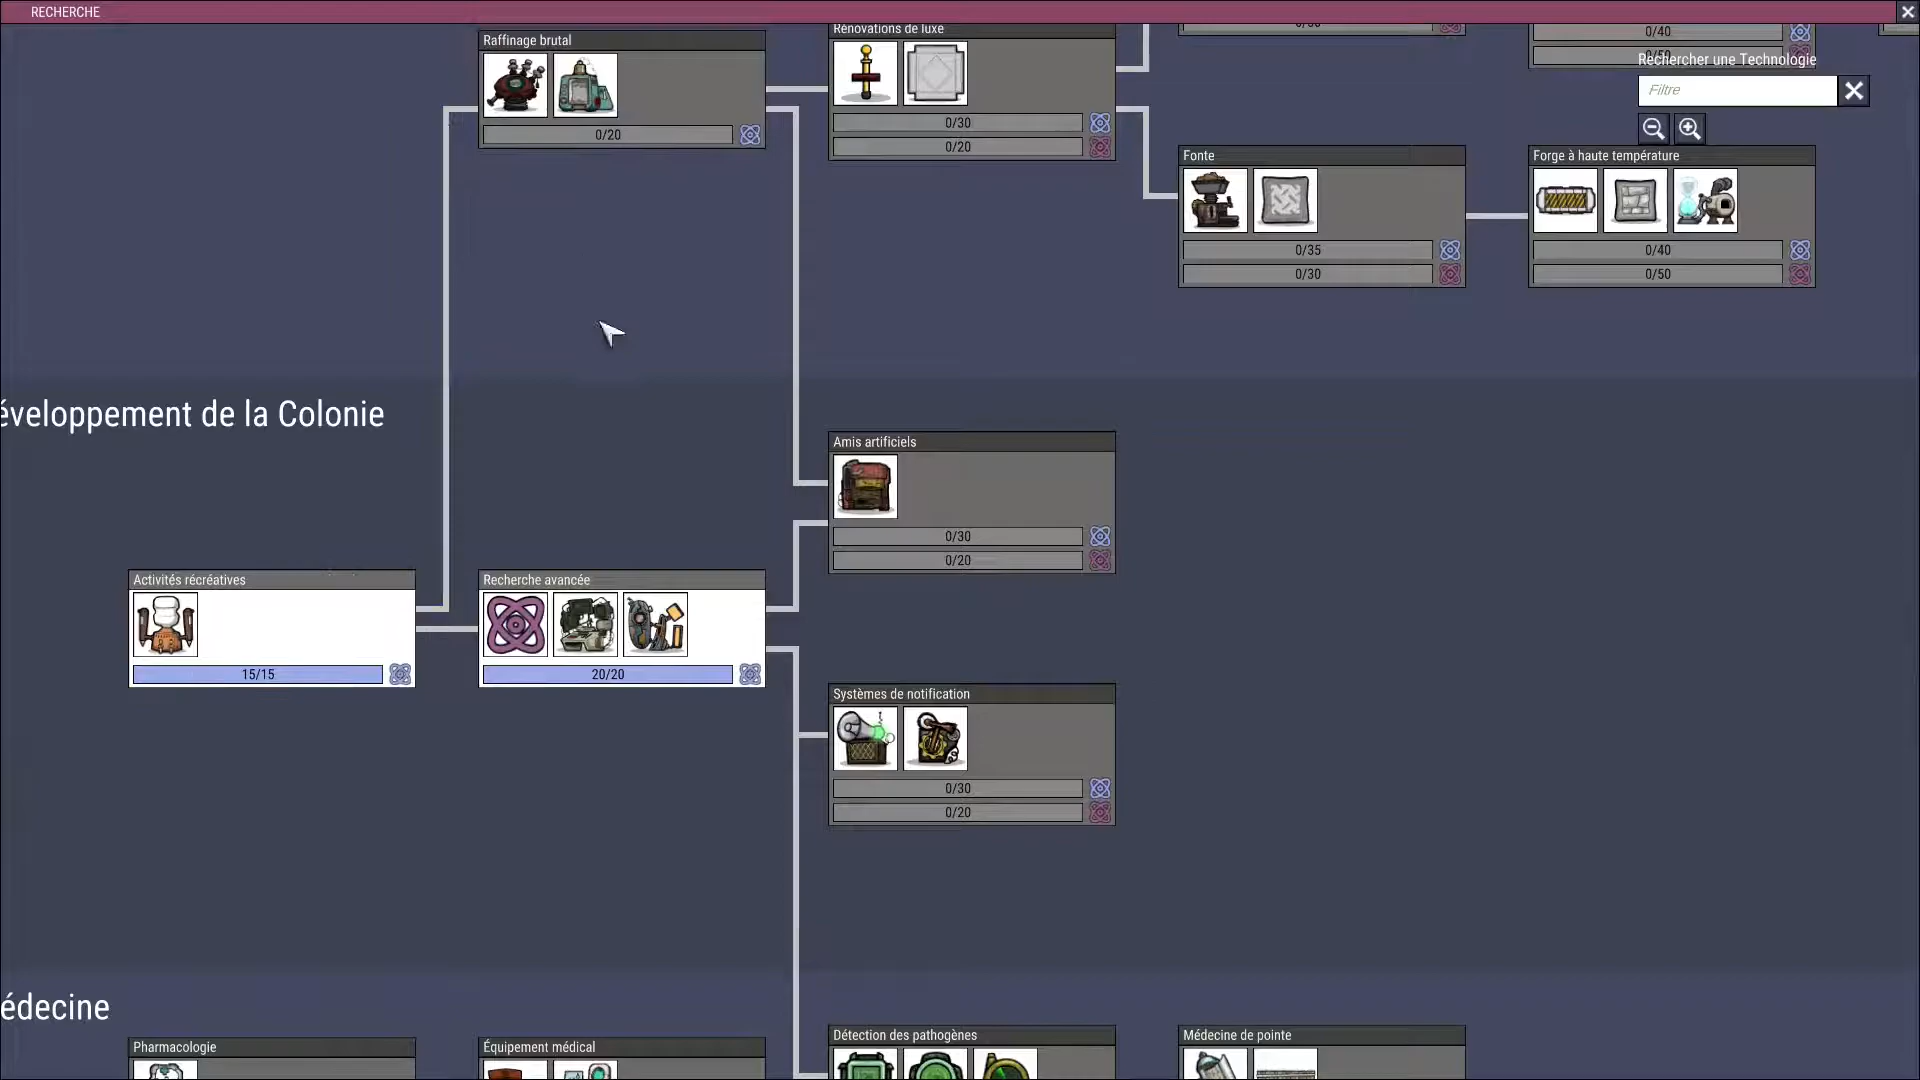 RECHERCHE
Raffinage brutal
0/20
Rénovations de luxe
0/30
0/20
0/40
0/50
Rechercher une Technologie
Filtre
Fonte
0/35
0/30
Forge à haute température
0/40
0/50
éveloppement de la Colonie
Amis artificiels
0/30
0/20
Activités récréatives
15/15
Recherche avancée
20/20
Systèmes de notification
0/30
0/20
édecine
Pharmacologie
Équipement médical
Détection des pathogènes
Médecine de pointe